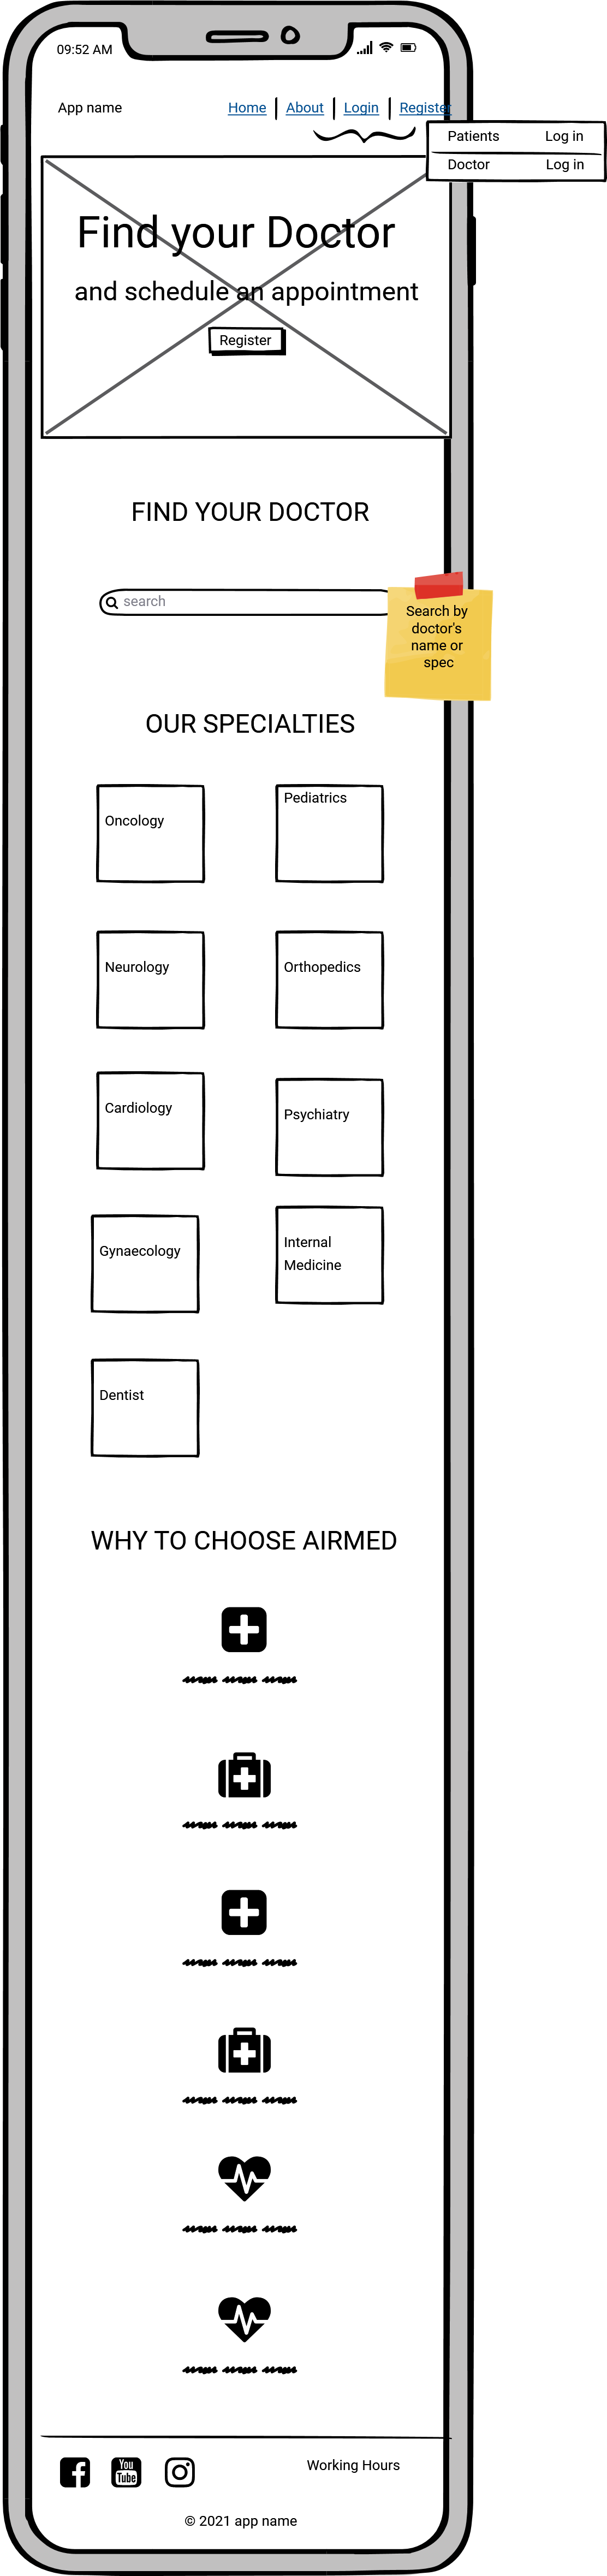 09:52 AM
App name
Home About Login Register
Patients Log in
Doctor Log in
Find your Doctor
and schedule an appointment
Register
FIND YOUR DOCTOR
search
Search by
doctor's
name or
spec
OUR SPECIALTIES
Oncology
Pediatrics
Neurology
Orthopedics
Cardiology
Psychiatry
Gynaecology
Internal
Medicine
Dentist
WHY TO CHOOSE AIRMED
You
Tube
Working Hours
© 2021 app name